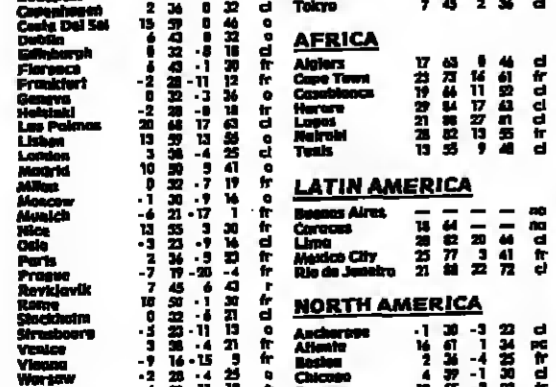 Copenhagen 2 36 0 32 cl
Costa Del Sol 15 59 8 46 o
Dublin 6 43 0 32 o
Edinburgh 0 32 -8 18 cl
Florence 6 43 -1 30 fr
Frankfurt -2 28 -11 12 fr
Geneva 0 32 -3 36 o
Helsinki -2 28 -8 18 fr
Las Palmas 20 68 17 63 cl
Lisbon 13 59 13 55 o
London 3 38 -4 25 cl
Madrid 10 50 5 41 o
Milan 0 32 -7 19 fr
Moscow -1 30 -9 16 o
Munich -6 21 -17 1 fr
Nice 13 55 3 30 fr
Oslo -3 23 -9 16 cl
Paris 2 36 -5 23 fr
Prague -7 19 -20 -4 fr
Reykjavik 7 45 6 43 r
Rome 10 50 -1 30 fr
Stockholm 0 32 -6 21 cl
Strasbourg -5 23 -11 13 o
Venice 3 38 -4 21 fr
Vienna -9 16 -15 5 fr
Warsaw -2 28 -4 25 o
Tokyo 7 45 2 36 cl
AFRICA
Algiers 17 63 8 46 cl
Cape Town 23 73 16 61 fr
Casablanca 19 66 11 52 cl
Harare 29 84 17 63 cl
Lagos 21 88 27 81 cl
Nairobi 28 82 13 55 fr
Tunis 13 55 9 48 cl
LATIN AMERICA
Buenos Aires — — — — na
Caracas 18 64 — — na
Lima 28 82 20 68 cl
Mexico City 25 77 3 41 fr
Rio de Janeiro 21 88 22 72 cl
NORTH AMERICA
Anchorage -1 30 -3 22 cl
Atlanta 16 61 1 34 pc
Boston 2 36 -4 25 fr
Chicago 4 39 -1 30 cl